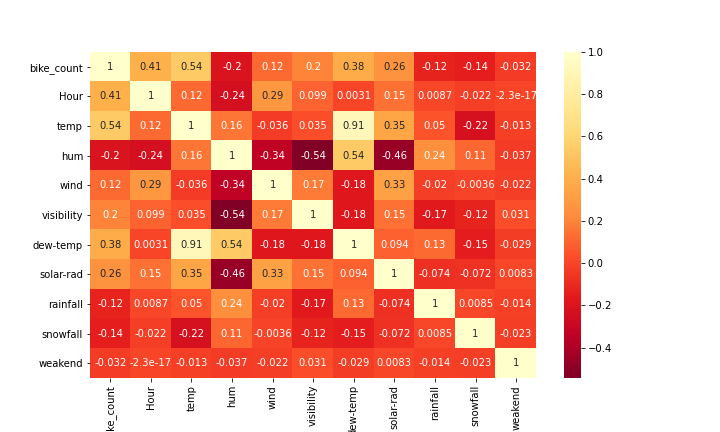 bike_count 1 0.41 0.54 -0.2 0.12 0.2 0.38 0.26 -0.12 -0.14 -0.032
Hour 0.41 1 0.12 -0.24 0.29 0.099 0.0031 0.15 0.0087 -0.022 -2.3e-17
temp 0.54 0.12 1 0.16 -0.036 0.035 0.91 0.35 0.05 -0.22 -0.013
hum -0.2 -0.24 0.16 1 -0.34 -0.54 0.54 -0.46 0.24 0.11 -0.037
wind 0.12 0.29 -0.036 -0.34 1 0.17 -0.18 0.33 -0.02 -0.0036 -0.022
visibility 0.2 0.099 0.035 -0.54 0.17 1 -0.18 0.15 -0.17 -0.12 0.031
dew-temp 0.38 0.0031 0.91 0.54 -0.18 -0.18 1 0.094 0.13 -0.15 -0.029
solar-rad 0.26 0.15 0.35 -0.46 0.33 0.15 0.094 1 -0.074 -0.072 0.0083
rainfall -0.12 0.0087 0.05 0.24 -0.02 -0.17 0.13 -0.074 1 0.0085 -0.014
snowfall -0.14 -0.022 -0.22 0.11 -0.0036 -0.12 -0.15 -0.072 0.0085 1 -0.023
weakend -0.032 -2.3e-17 -0.013 -0.037 -0.022 0.031 -0.029 0.0083 -0.014 -0.023 1
ke_count Hour temp hum wind visibility lew-temp solar-rad rainfall snowfall weakend
1.0
0.8
0.6
0.4
0.2
0.0
−0.2
−0.4